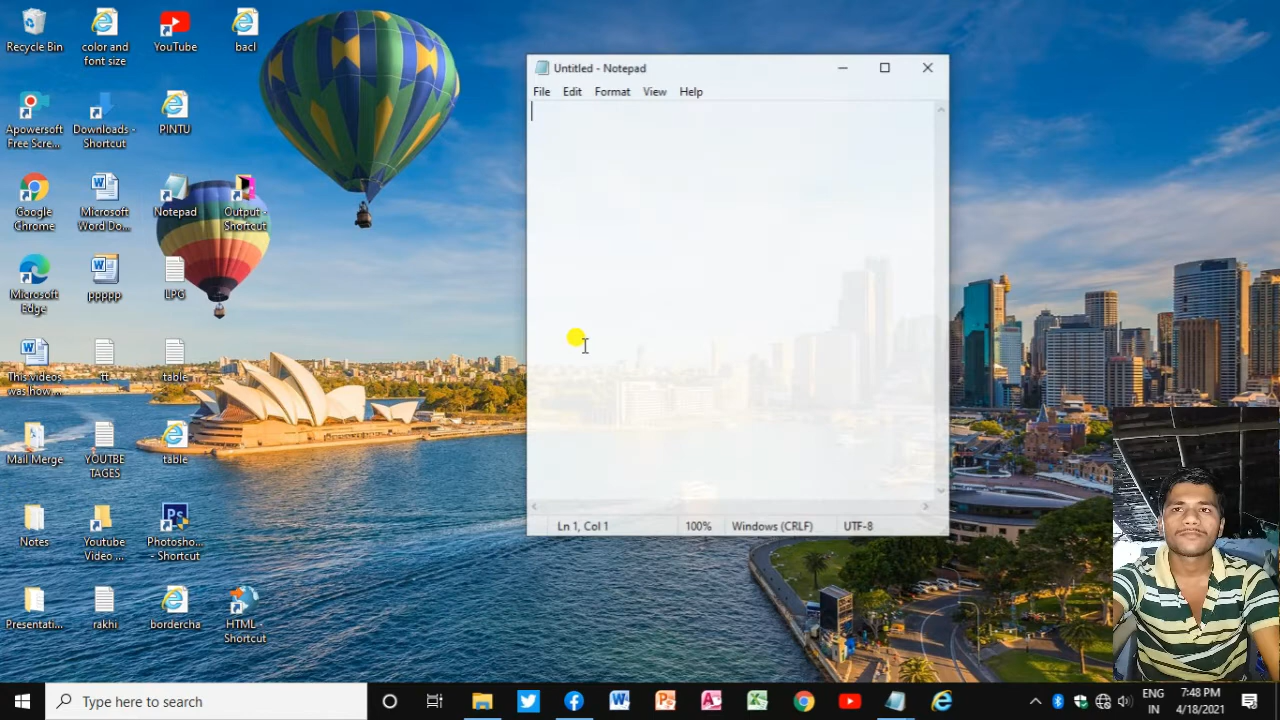 Recycle Bin
color and
font size
YouTube
bacl
Apowersoft
Free Scre...
Downloads -
Shortcut
PINTU
Google
Chrome
Microsoft
Word Do...
Notepad
Output -
Shortcut
Microsoft
Edge
ppppp
LPG
This videos
was how...
tt
table
Mail Merge
YOUTBE
TAGES
table
Notes
Youtube
Video ...
Photosho...
- Shortcut
Presentati...
rakhi
bordercha
HTML -
Shortcut
Untitled - Notepad
File Edit Format View Help
Ln 1, Col 1 100% Windows (CRLF) UTF-8
Type here to search
ENG
IN
7:48 PM
4/18/2021